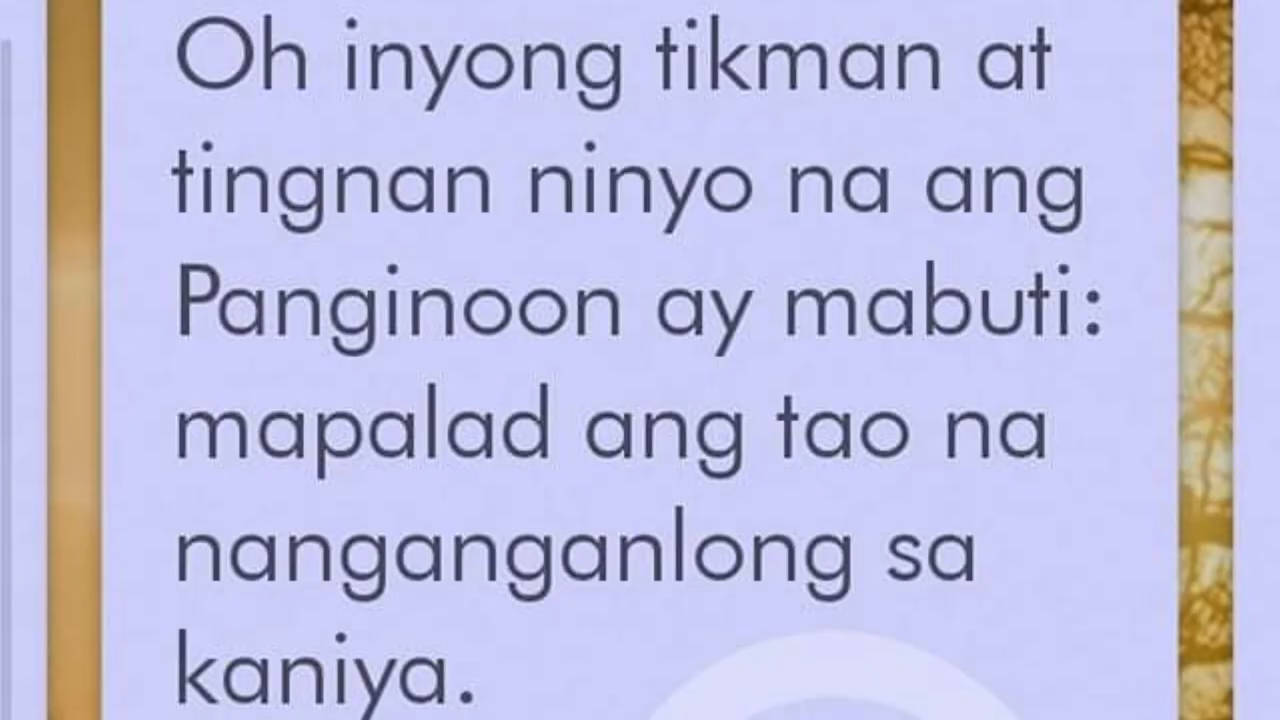 Oh inyong tikman at
tingnan ninyo na ang
Panginoon ay mabuti:
mapalad ang tao na
nanganganlong sa
kaniya.